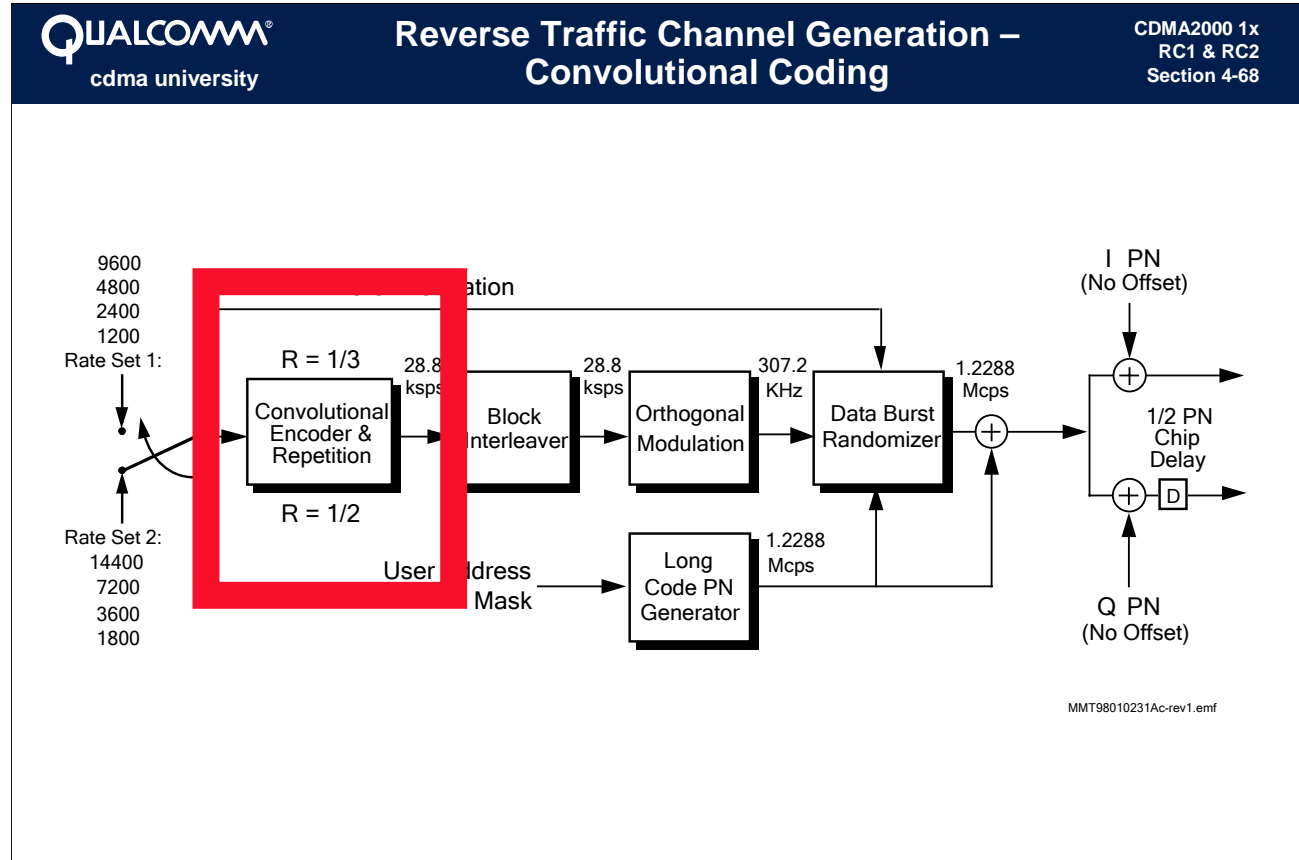 QUALCOMM®
cdma university
Reverse Traffic Channel Generation –
Convolutional Coding
CDMA2000 1x
RC1 & RC2
Section 4-68
9600
4800
2400
1200
Rate Set 1:
R = 1/3
28.8
ksps
Convolutional
Encoder &
Repetition
R = 1/2
Block
Interleaver
28.8
ksps
Orthogonal
Modulation
307.2
KHz
Data Burst
Randomizer
1.2288
Mcps
I PN
(No Offset)
1/2 PN
Chip
Delay
D
Q PN
(No Offset)
Rate Set 2:
14400
7200
3600
1800
User
Mask
Long
Code PN
Generator
1.2288
Mcps
MMT98010231Ac-rev1.emf